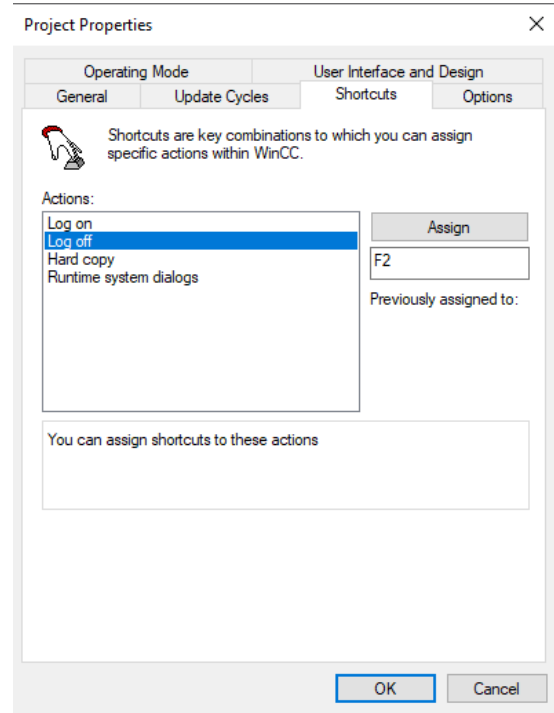 Project Properties
Operating Mode
User Interface and Design
General
Update Cycles
Shortcuts
Options
Shortcuts are key combinations to which you can assign
specific actions within WinCC.
Actions:
Log on
Log off
Hard copy
Runtime system dialogs
Assign
F2
Previously assigned to:
You can assign shortcuts to these actions
OK
Cancel